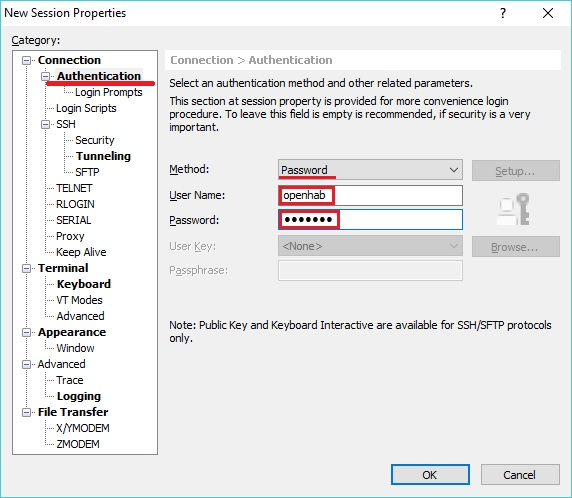 New Session Properties
?
Category:
Connection
Authentication
Login Prompts
Login Scripts
SSH
Security
Tunneling
SFTP
TELNET
RLOGIN
SERIAL
Proxy
Keep Alive
Terminal
Keyboard
VT Modes
Advanced
Appearance
Window
Advanced
Trace
Logging
File Transfer
X/YMODEM
ZMODEM
Connection > Authentication
Select an authentication method and other related parameters.
This section at session property is provided for more convenience login
procedure. To leave this field is empty is recommended, if security is a very
important.
Method: Password Setup...
User Name: openhab
Password: ●●●●●●●
User Key: <None> Browse...
Passphrase:
Note: Public Key and Keyboard Interactive are available for SSH/SFTP protocols
only.
OK Cancel